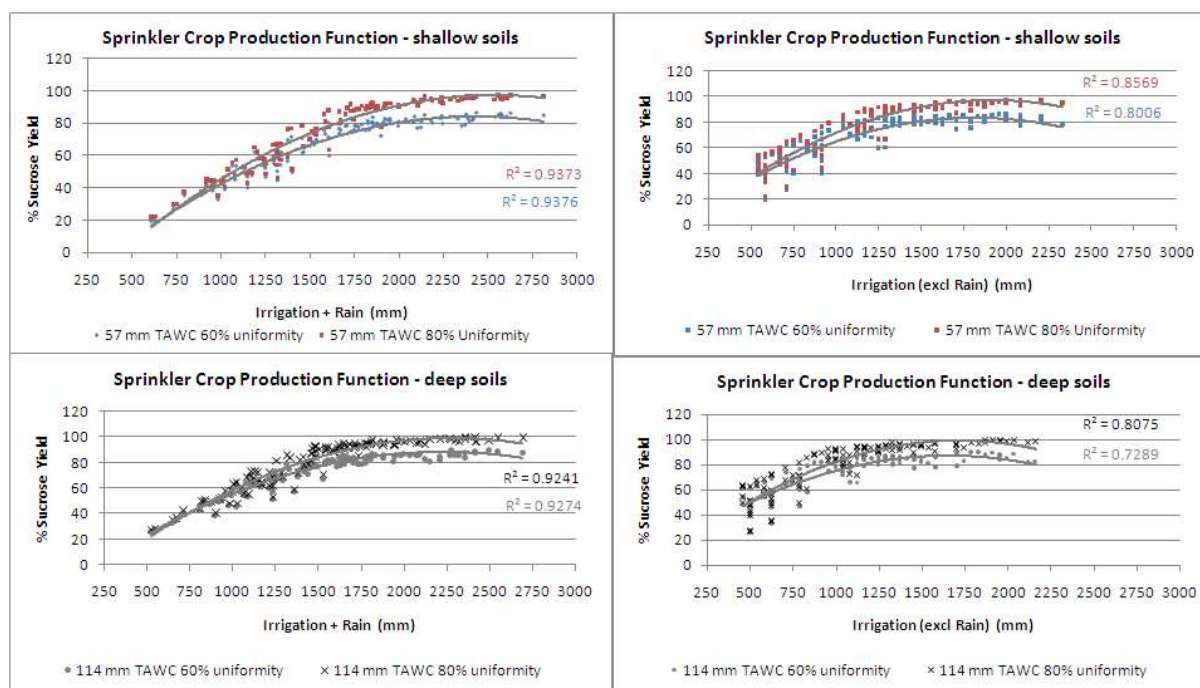 Sprinkler Crop Production Function - shallow soils
% Sucrose Yield
120
100
80
60
40
20
0
R² = 0.9373
R² = 0.9376
250 500 750 1000 1250 1500 1750 2000 2250 2500 2750 3000
Irrigation + Rain (mm)
57 mm TAWC 60% uniformity 57 mm TAWC 80% Uniformity
Sprinkler Crop Production Function - shallow soils
% Sucrose Yield
120
100
80
60
40
20
0
R² = 0.8569
R² = 0.8006
250 500 750 1000 1250 1500 1750 2000 2250 2500 2750 3000
Irrigation (excl Rain) (mm)
57 mm TAWC 60% uniformity 57 mm TAWC 80% Uniformity
Sprinkler Crop Production Function - deep soils
% Sucrose Yield
120
100
80
60
40
20
0
R² = 0.9241
R² = 0.9274
250 500 750 1000 1250 1500 1750 2000 2250 2500 2750 3000
Irrigation + Rain (mm)
114 mm TAWC 60% uniformity 114 mm TAWC 80% uniformity
Sprinkler Crop Production Function - deep soils
% Sucrose Yield
120
100
80
60
40
20
0
R² = 0.8075
R² = 0.7289
250 500 750 1000 1250 1500 1750 2000 2250 2500 2750 3000
Irrigation (excl Rain) (mm)
114 mm TAWC 60% uniformity 114 mm TAWC 80% uniformity